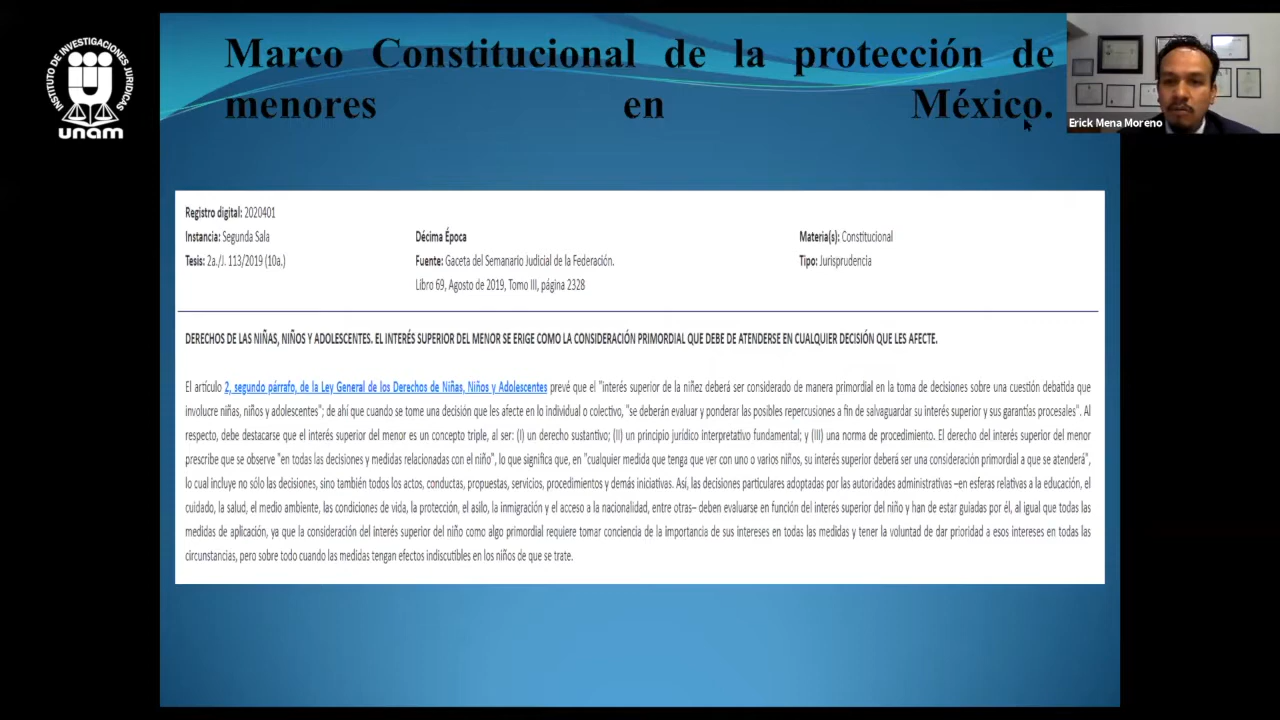 INSTITUTO DE INVESTIGACIONES JURÍDICAS
UNAM
Marco Constitucional de la protección de
menores en México.
Erick Mena Moreno
Registro digital: 2020401
Instancia: Segunda Sala
Décima Época
Materia(s): Constitucional
Tesis: 2a./J. 113/2019 (10a.)
Fuente: Gaceta del Semanario Judicial de la Federación.
Tipo: Jurisprudencia
Libro 69, Agosto de 2019, Tomo III, página 2328
DERECHOS DE LAS NIÑAS, NIÑOS Y ADOLESCENTES. EL INTERÉS SUPERIOR DEL MENOR SE ERIGE COMO LA CONSIDERACIÓN PRIMORDIAL QUE DEBE DE ATENDERSE EN CUALQUIER DECISIÓN QUE LES AFECTE.
El artículo 2, segundo párrafo, de la Ley General de los Derechos de Niñas, Niños y Adolescentes prevé que el "interés superior de la niñez deberá ser considerado de manera primordial en la toma de decisiones sobre una cuestión debatida que
involucre niñas, niños y adolescentes"; de ahí que cuando se tome una decisión que les afecte en lo individual o colectivo, "se deberán evaluar y ponderar las posibles repercusiones a fin de salvaguardar su interés superior y sus garantías procesales". Al
respecto, debe destacarse que el interés superior del menor es un concepto triple, al ser: (I) un derecho sustantivo; (II) un principio jurídico interpretativo fundamental; y (III) una norma de procedimiento. El derecho del interés superior del menor
prescribe que se observe "en todas las decisiones y medidas relacionadas con el niño", lo que significa que, en "cualquier medida que tenga que ver con uno o varios niños, su interés superior deberá ser una consideración primordial a que se atenderá",
lo cual incluye no sólo las decisiones, sino también todos los actos, conductas, propuestas, servicios, procedimientos y demás iniciativas. Así, las decisiones particulares adoptadas por las autoridades administrativas –en esferas relativas a la educación, el
cuidado, la salud, el medio ambiente, las condiciones de vida, la protección, el asilo, la inmigración y el acceso a la nacionalidad, entre otras– deben evaluarse en función del interés superior del niño y han de estar guiadas por él, al igual que todas las
medidas de aplicación, ya que la consideración del interés superior del niño como algo primordial requiere tomar conciencia de la importancia de sus intereses en todas las medidas y tener la voluntad de dar prioridad a esos intereses en todas las
circunstancias, pero sobre todo cuando las medidas tengan efectos indiscutibles en los niños de que se trate.